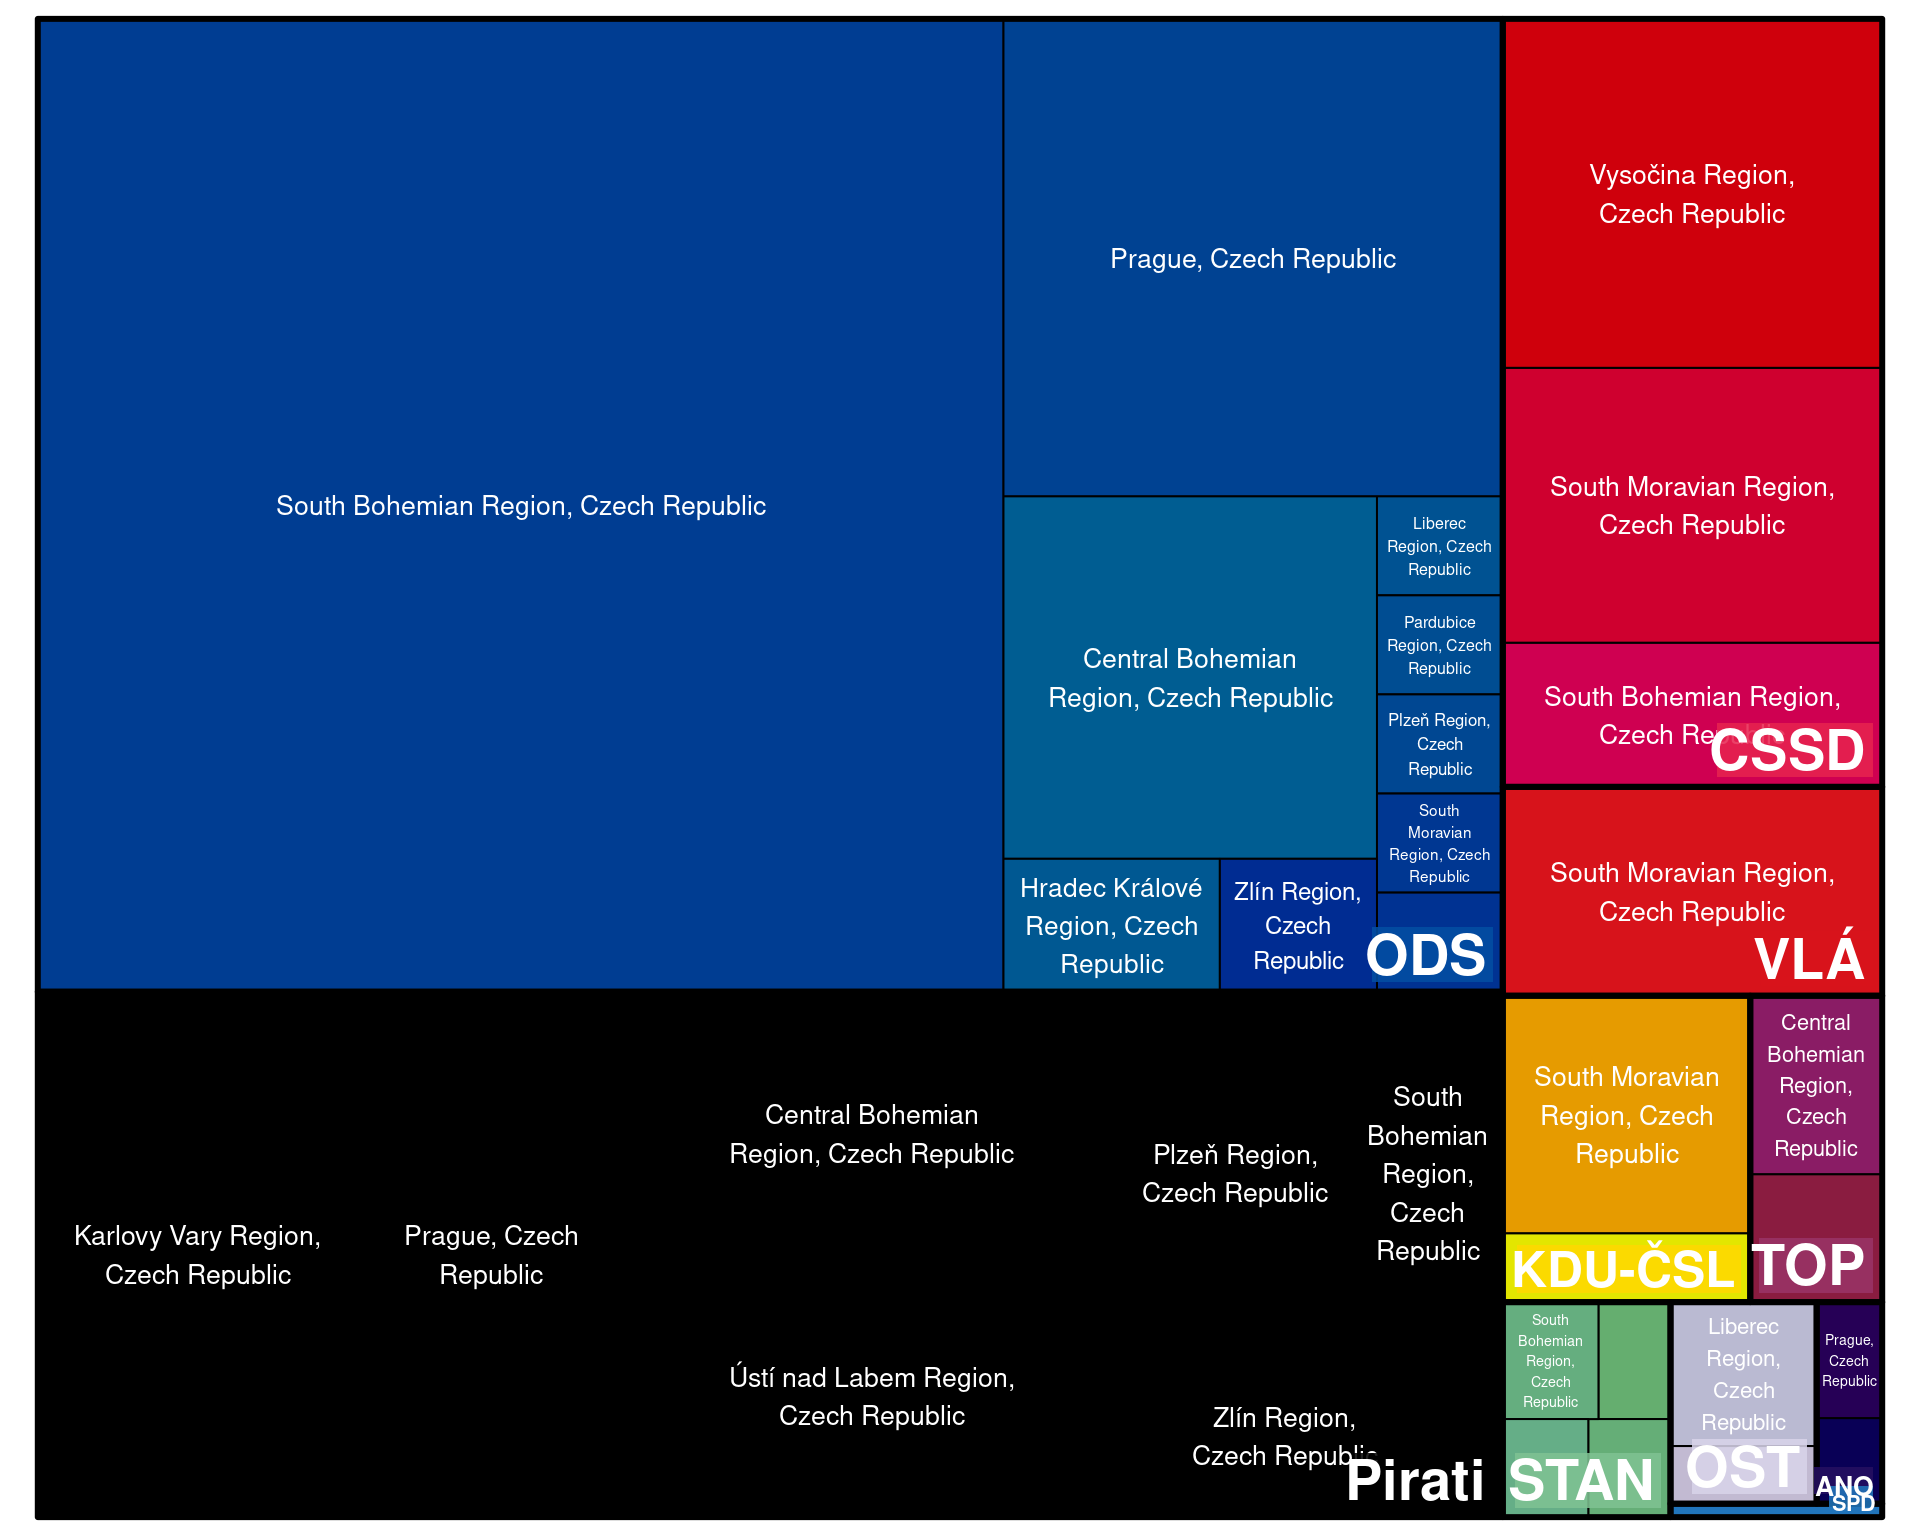 South Bohemian Region, Czech Republic
Prague, Czech Republic
Central Bohemian
Region, Czech Republic
Liberec
Region, Czech
Republic
Pardubice
Region, Czech
Republic
Plzeň Region,
Czech
Republic
South
Moravian
Region, Czech
Republic
Hradec Králové
Region, Czech
Republic
Zlín Region,
Czech
Republic
ODS
Vysočina Region,
Czech Republic
South Moravian Region,
Czech Republic
South Bohemian Region,
Czech Republic
CSSD
South Moravian Region,
Czech Republic
VLÁ
Karlovy Vary Region,
Czech Republic
Prague, Czech
Republic
Central Bohemian
Region, Czech Republic
Ústí nad Labem Region,
Czech Republic
Plzeň Region,
Czech Republic
South
Bohemian
Region,
Czech
Republic
Zlín Region,
Czech Republic
Pirati
South Moravian
Region, Czech
Republic
KDU-ČSL
Central
Bohemian
Region,
Czech
Republic
TOP
South
Bohemian
Region,
Czech
Republic
STAN
Liberec
Region,
Czech
Republic
OST
Prague,
Czech
Republic
ANO
SPD